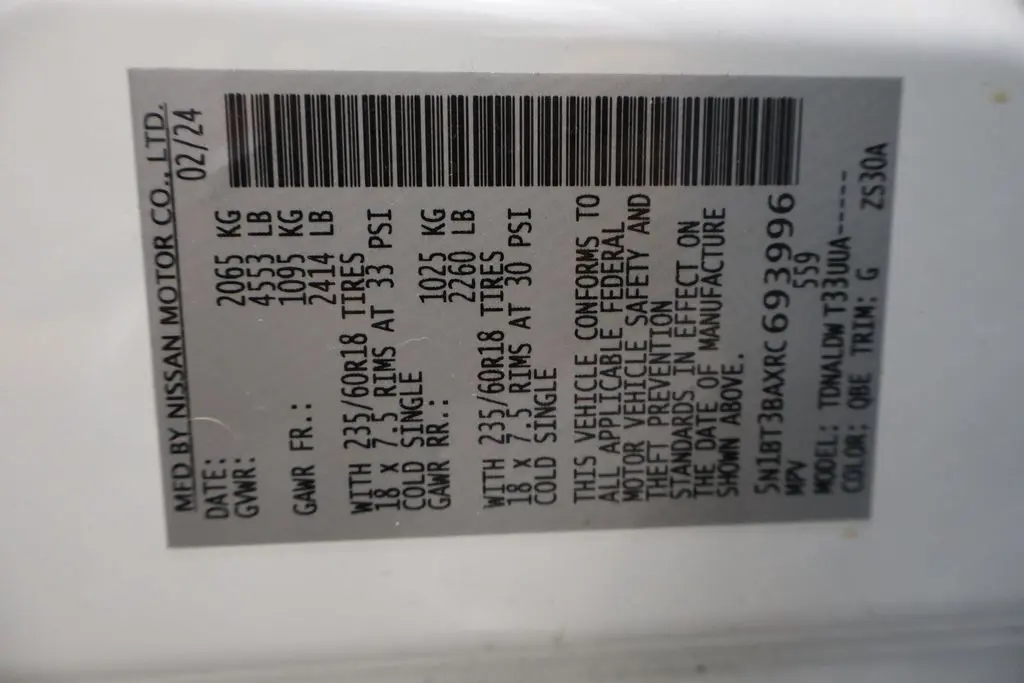 MFD BY NISSAN MOTOR CO., LTD.
DATE: 02/24
GVWR: 2065 KG
4553 LB
GAWR FR.: 1095 KG
2414 LB
WITH 235/60R18 TIRES
18 X 7.5 RIMS AT 33 PSI
COLD SINGLE
GAWR RR.: 1025 KG
2260 LB
WITH 235/60R18 TIRES
18 X 7.5 RIMS AT 30 PSI
COLD SINGLE
THIS VEHICLE CONFORMS TO
ALL APPLICABLE FEDERAL
MOTOR VEHICLE SAFETY AND
THEFT PREVENTION
STANDARDS IN EFFECT ON
THE DATE OF MANUFACTURE
SHOWN ABOVE.
5N1BT3BAXRC693996
MPV 559
MODEL: TDNALDW T33UUA-----
COLOR: QBE TRIM: G ZS30A